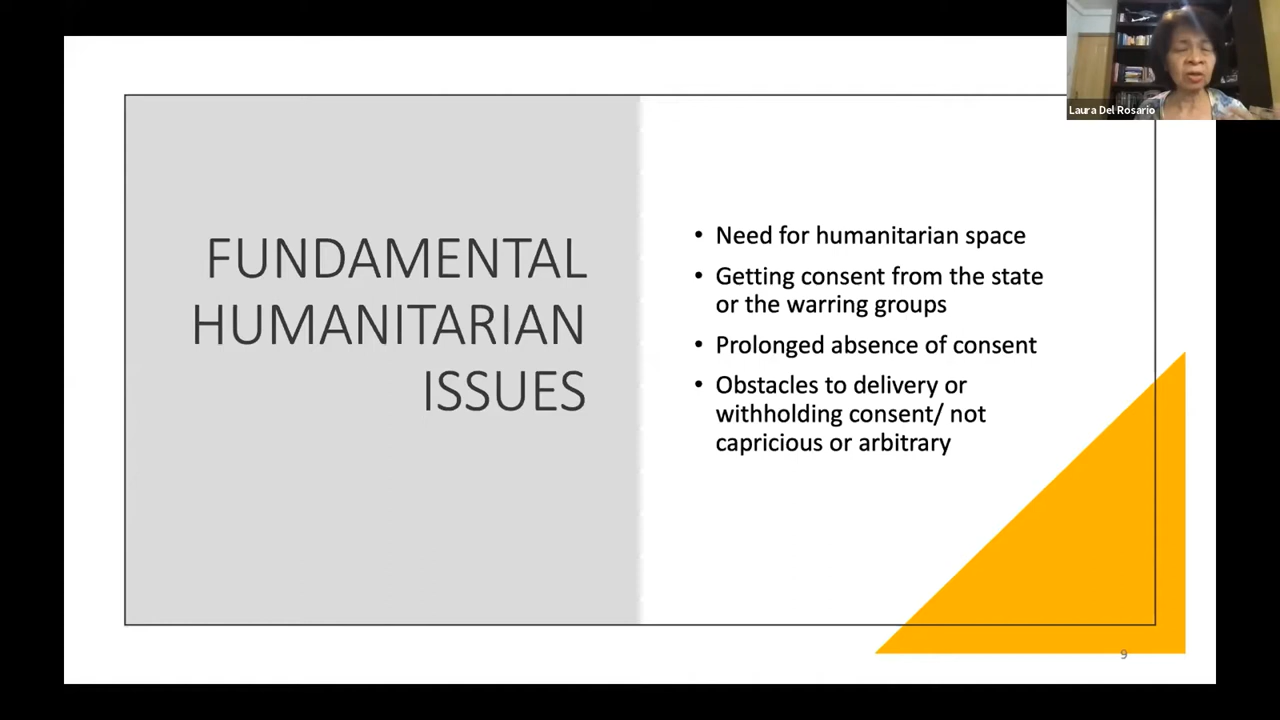 Laura Del Rosario
FUNDAMENTAL
HUMANITARIAN
ISSUES
• Need for humanitarian space
• Getting consent from the state
or the warring groups
• Prolonged absence of consent
• Obstacles to delivery or
withholding consent/ not
capricious or arbitrary
9